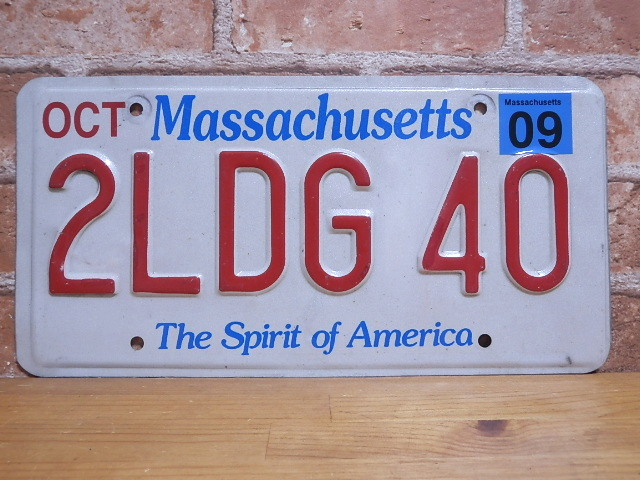 OCT Massachusetts
Massachusetts
09
2LDG 40
The Spirit of America